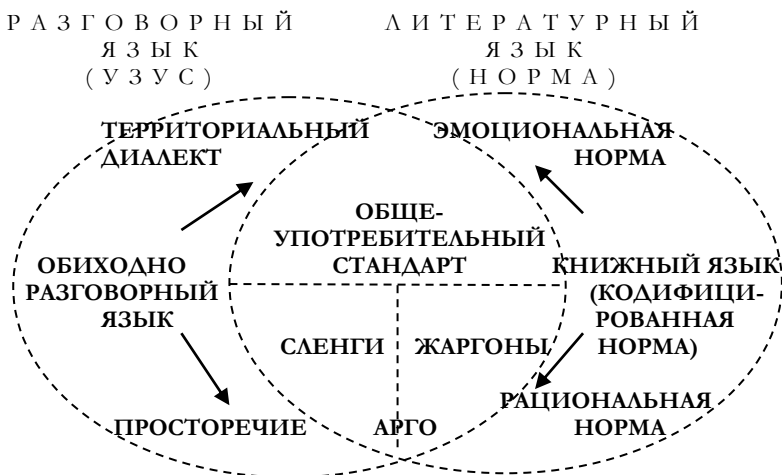 РАЗГОВОРНЫЙ
ЯЗЫК
(УЗУС)
ЛИТЕРАТУРНЫЙ
ЯЗЫК
(НОРМА)
ТЕРРИТОРИАЛЬНЫЙ
ДИАЛЕКТ
ЭМОЦИОНАЛЬНАЯ
НОРМА
ОБЩЕ-
УПОТРЕБИТЕЛЬНЫЙ
СТАНДАРТ
ОБИХОДНО
РАЗГОВОРНЫЙ
ЯЗЫК
КНИЖНЫЙ ЯЗЫК
(КОДИФИЦИ-
РОВАННАЯ
НОРМА)
СЛЕНГИ
ЖАРГОНЫ
ПРОСТОРЕЧИЕ
АРГО
РАЦИОНАЛЬНАЯ
НОРМА